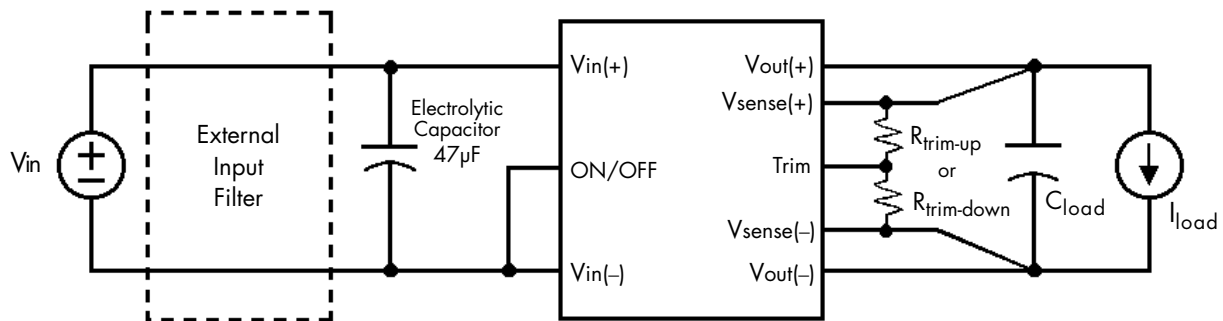 Vin
+
−
External
Input
Filter
Electrolytic
Capacitor
47µF
Vin(+)
ON/OFF
Vin(−)
Vout(+)
Vsense(+)
Trim
Vsense(−)
Vout(−)
Rtrim-up
or
Rtrim-down
Cload
Iload